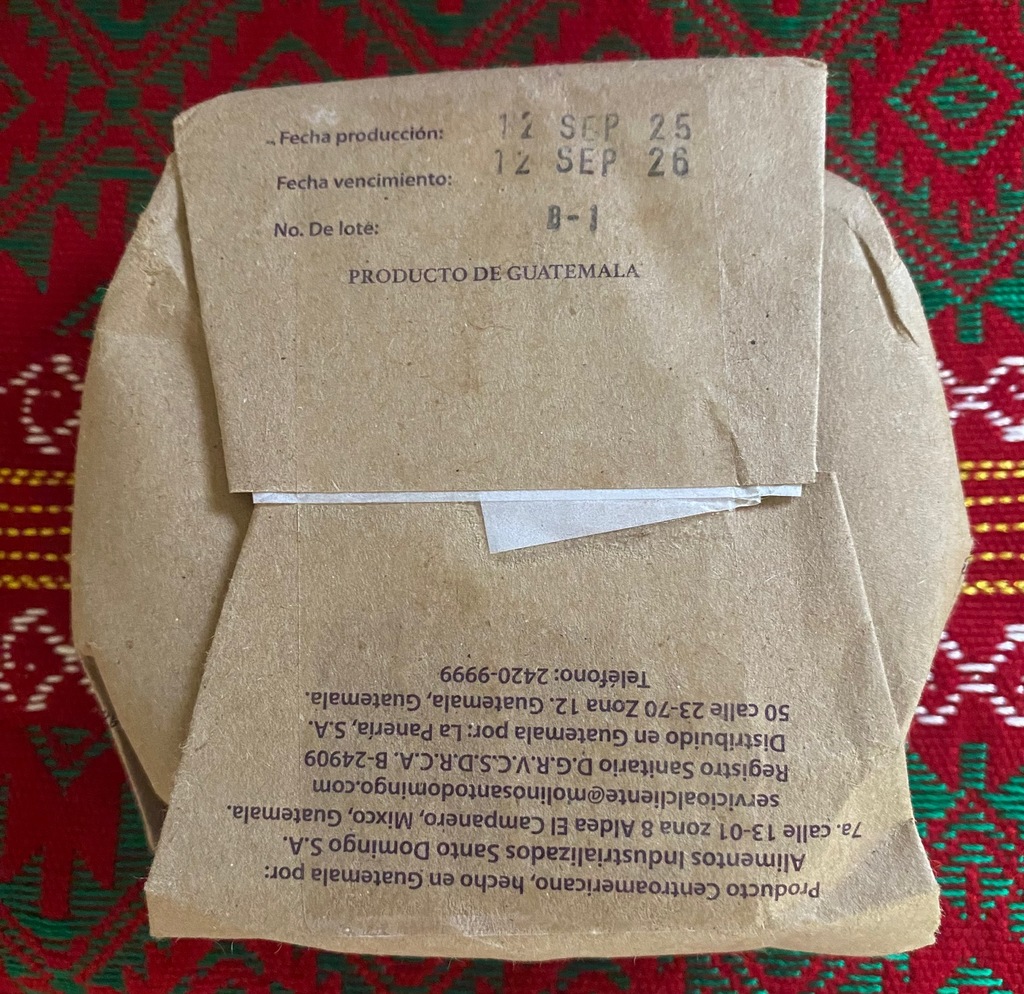 Fecha producción: 12 SEP 25
Fecha vencimiento: 12 SEP 26
No. De lote: B-1
PRODUCTO DE GUATEMALA
Producto Centroamericano, hecho en Guatemala por:
Alimentos Industrializados Santo Domingo S.A.
7a. calle 13-01 zona 8 Aldea El Campanero, Mixco, Guatemala.
servicioalcliente@molinosantodomingo.com
Registro Sanitario D.G.R.V.C.S.D.R.C.A. B-24909
Distribuido en Guatemala por: La Panería, S.A.
50 calle 23-70 Zona 12. Guatemala, Guatemala.
Teléfono: 2420-9999